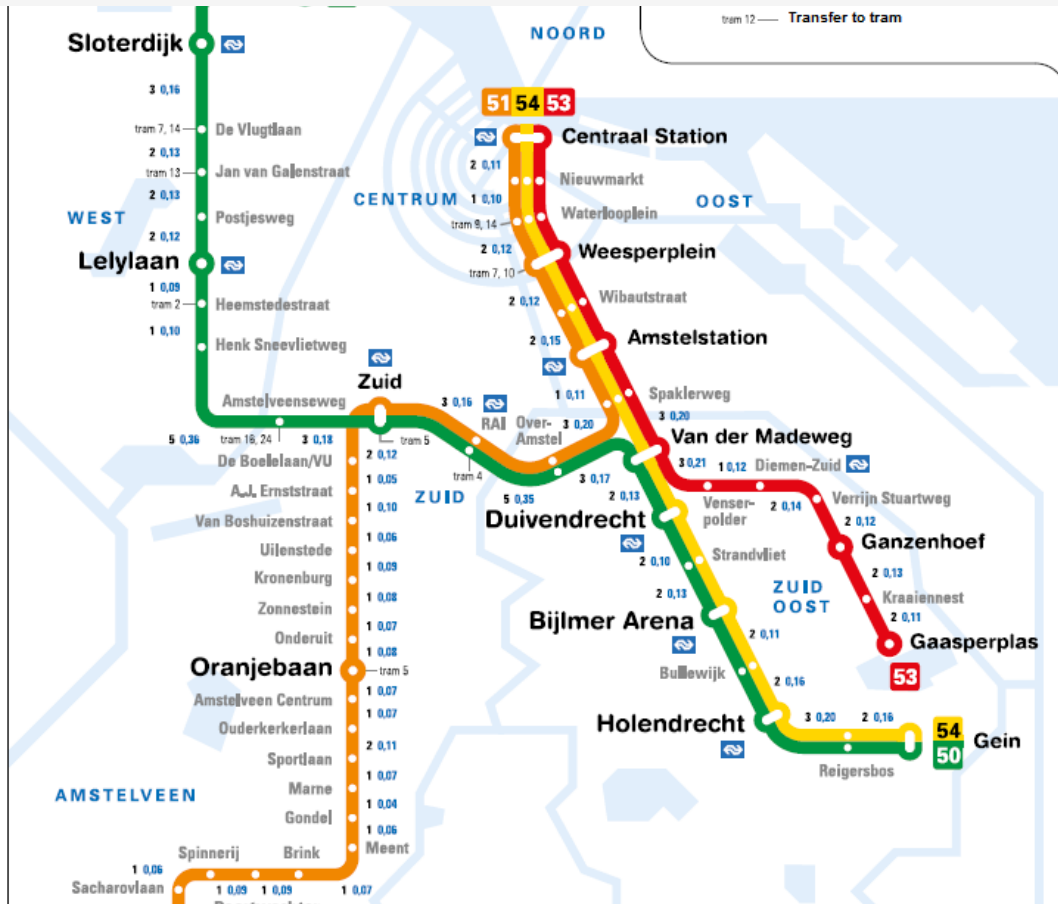 tram 12 Transfer to tram
NOORD
Sloterdijk
3 0,16
tram 7, 14 De Vlugtlaan
2 0,13
tram 13 Jan van Galenstraat
2 0,13
WEST
Postjesweg
2 0,12
Lelylaan
1 0,09
tram 2 Heemstedestraat
1 0,10
Henk Sneevlietweg
Amstelveenseweg
5 0,36
tram 16, 24
3 0,18
51 54 53
Centraal Station
2 0,11
Nieuwmarkt
CENTRUM
1 0,10
OOST
Waterlooplein
tram 9, 14
2 0,12
Weesperplein
tram 7, 10
2 0,12
Wibautstraat
2 0,15
Amstelstation
1 0,11
Spaklerweg
Zuid
tram 5
3 0,16
RAI
tram 4
Over-
Amstel
3 0,20
3 0,20
Van der Madeweg
5 0,35
3 0,17
ZUID
2 0,13
Duivendrecht
3 0,21
1 0,12
Diemen-Zuid
Venser-
polder
2 0,14
Verrijn Stuartweg
2 0,12
Ganzenhoef
2 0,13
Kraaiennest
2 0,11
Gaasperplas
53
Strandvliet
2 0,10
ZUID
OOST
2 0,13
Bijlmer Arena
2 0,11
Bullewijk
2 0,16
Holendrecht
3 0,20
2 0,16
Reigersbos
54
50
Gein
2 0,12
De Boelelaan/VU
1 0,05
A.J. Ernststraat
1 0,10
Van Boshuizenstraat
1 0,06
Uilenstede
1 0,09
Kronenburg
1 0,08
Zonnestein
1 0,07
Onderuit
1 0,08
Oranjebaan
tram 5
1 0,07
Amstelveen Centrum
1 0,07
Ouderkerkerlaan
2 0,11
Sportlaan
1 0,07
Marne
1 0,04
Gondel
1 0,06
Meent
AMSTELVEEN
Spinnerij
Brink
1 0,06
Sacharovlaan
1 0,09
1 0,09
1 0,07